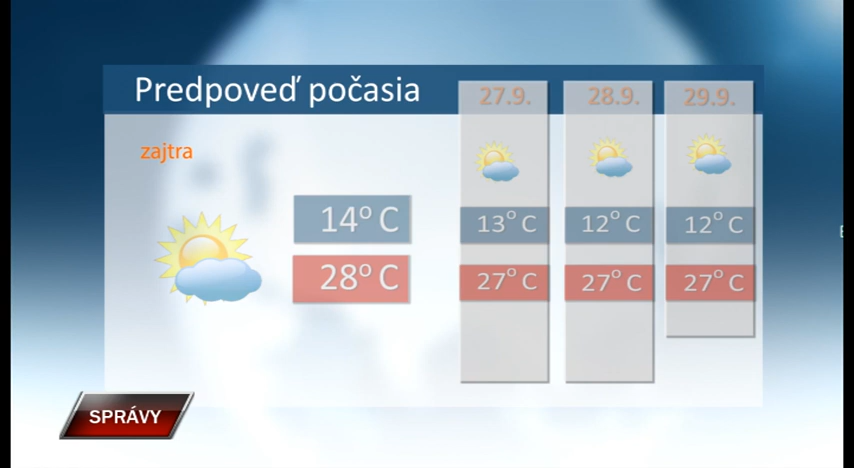 Predpoveď počasia
zajtra
14° C
28° C
27.9.
13° C
27° C
28.9.
12° C
27° C
29.9.
12° C
27° C
SPRÁVY